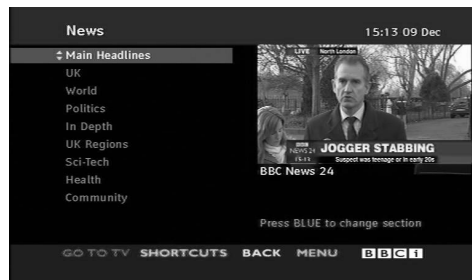 News
15:13 09 Dec
Main Headlines
UK
World
Politics
In Depth
UK Regions
Sci-Tech
Health
Community
LIVE North London
BBC
NEWS 24
15:13
JOGGER STABBING
Suspect was teenage or in early 20s
BBC News 24
Press BLUE to change section
GO TO TV SHORTCUTS BACK MENU BBCi